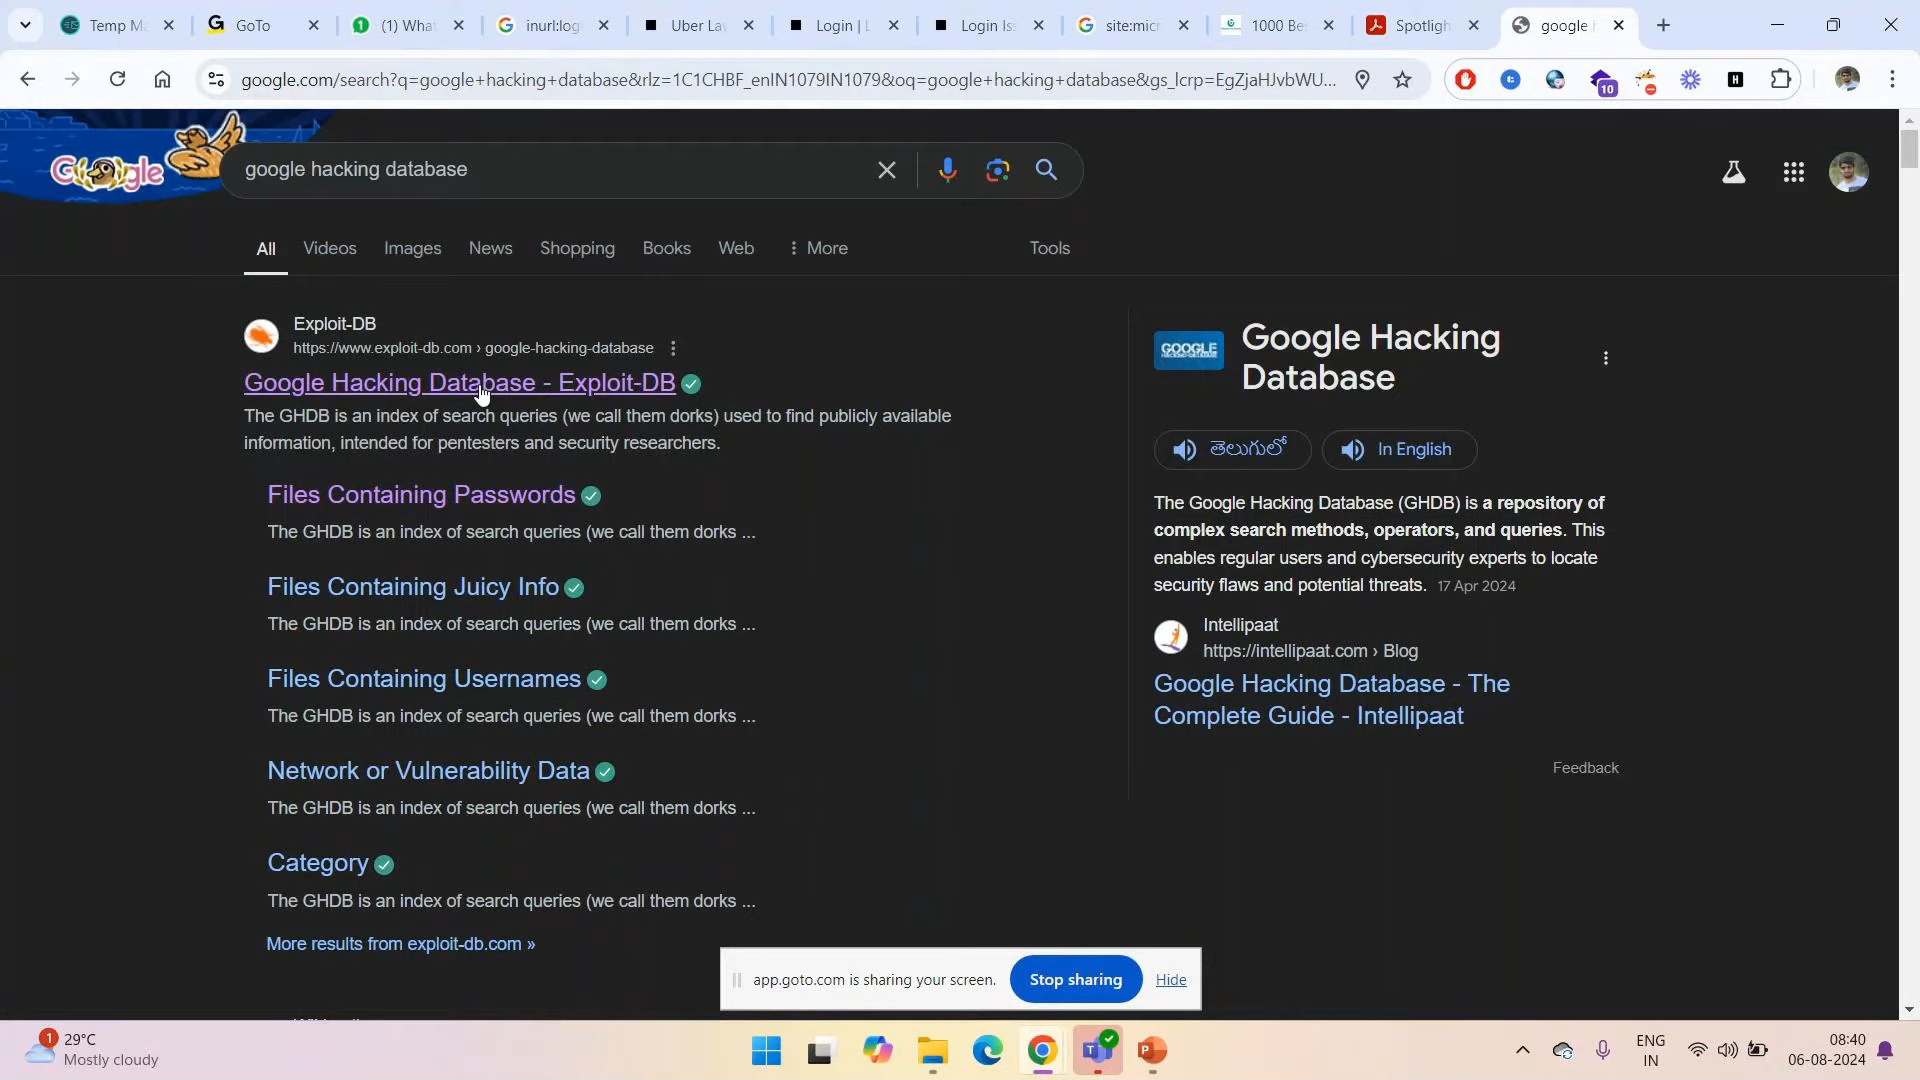 Temp Ma
GoTo
(1) What
inurl:log
Uber La
Login | L
Login Iss
site:micr
1000 Be
Spotligh
google h
google.com/search?q=google+hacking+database&rlz=1C1CHBF_enIN1079IN1079&oq=google+hacking+database&gs_lcrp=EgZjaHJvbWU...
10
Google
google hacking database
All
Videos
Images
News
Shopping
Books
Web
More
Tools
Exploit-DB
https://www.exploit-db.com › google-hacking-database
Google Hacking Database - Exploit-DB
The GHDB is an index of search queries (we call them dorks) used to find publicly available
information, intended for pentesters and security researchers.
Files Containing Passwords
The GHDB is an index of search queries (we call them dorks ...
Files Containing Juicy Info
The GHDB is an index of search queries (we call them dorks ...
Files Containing Usernames
The GHDB is an index of search queries (we call them dorks ...
Network or Vulnerability Data
The GHDB is an index of search queries (we call them dorks ...
Category
The GHDB is an index of search queries (we call them dorks ...
More results from exploit-db.com »
GOOGLE
Google Hacking
Database
తెలుగులో
In English
The Google Hacking Database (GHDB) is a repository of
complex search methods, operators, and queries. This
enables regular users and cybersecurity experts to locate
security flaws and potential threats. 17 Apr 2024
Intellipaat
https://intellipaat.com › Blog
Google Hacking Database - The
Complete Guide - Intellipaat
Feedback
app.goto.com is sharing your screen.
Stop sharing
Hide
1
29°C
Mostly cloudy
ENG
IN
08:40
06-08-2024